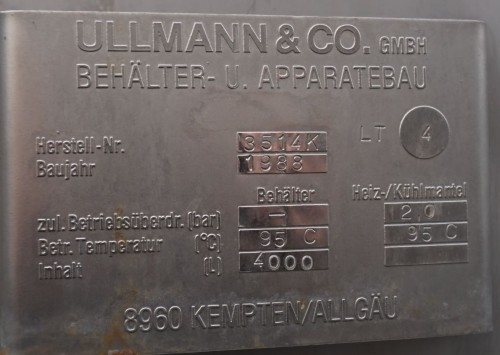 ULLMANN & CO. GMBH
BEHÄLTER- U. APPARATEBAU
Herstell-Nr. 3514K LT 4
Baujahr 1988
Behälter Heiz-/Kühlmantel
zul. Betriebsüberdr. (bar) — 2.0
Betr. Temperatur (°C) 95 C 95 C
Inhalt (L) 4000
8960 KEMPTEN/ALLGÄU